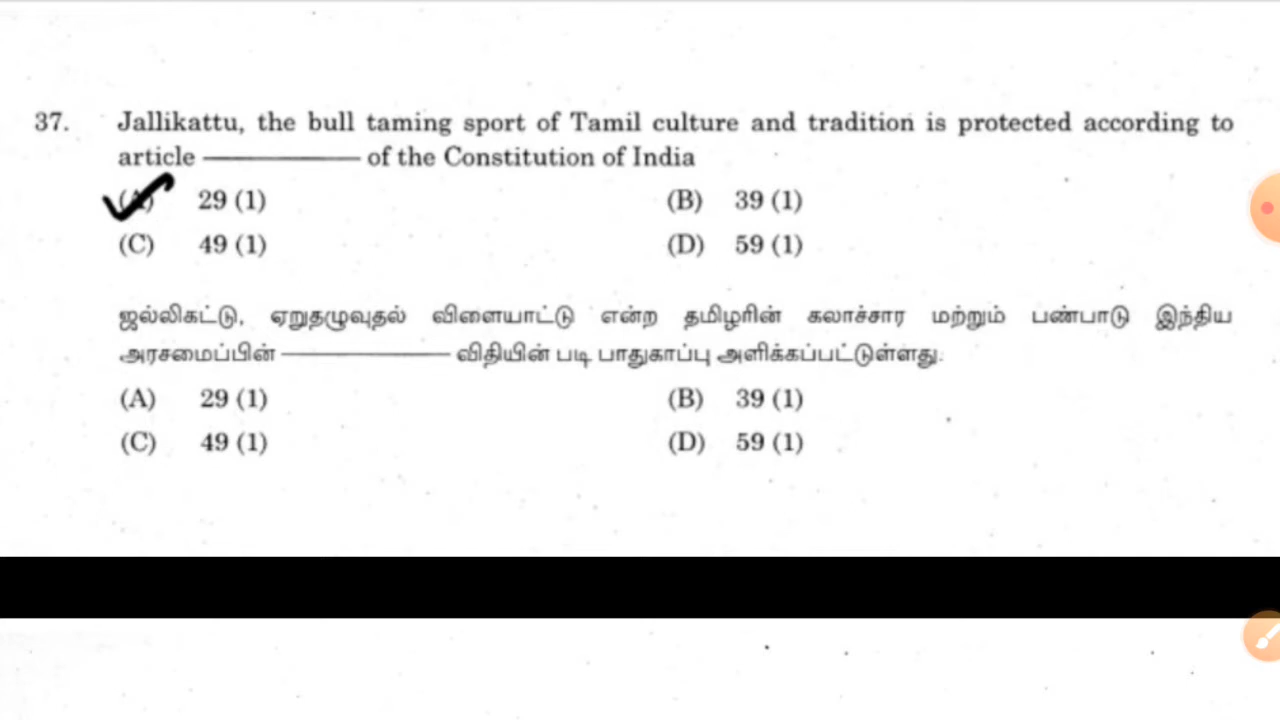 37. Jallikattu, the bull taming sport of Tamil culture and tradition is protected according to
article ———— of the Constitution of India
(A) 29 (1) (B) 39 (1)
(C) 49 (1) (D) 59 (1)
ஜல்லிகட்டு, ஏறுதழுவுதல் விளையாட்டு என்ற தமிழரின் கலாச்சார மற்றும் பண்பாடு இந்திய
அரசமைப்பின் ———— விதியின் படி பாதுகாப்பு அளிக்கப்பட்டுள்ளது.
(A) 29 (1) (B) 39 (1)
(C) 49 (1) (D) 59 (1)